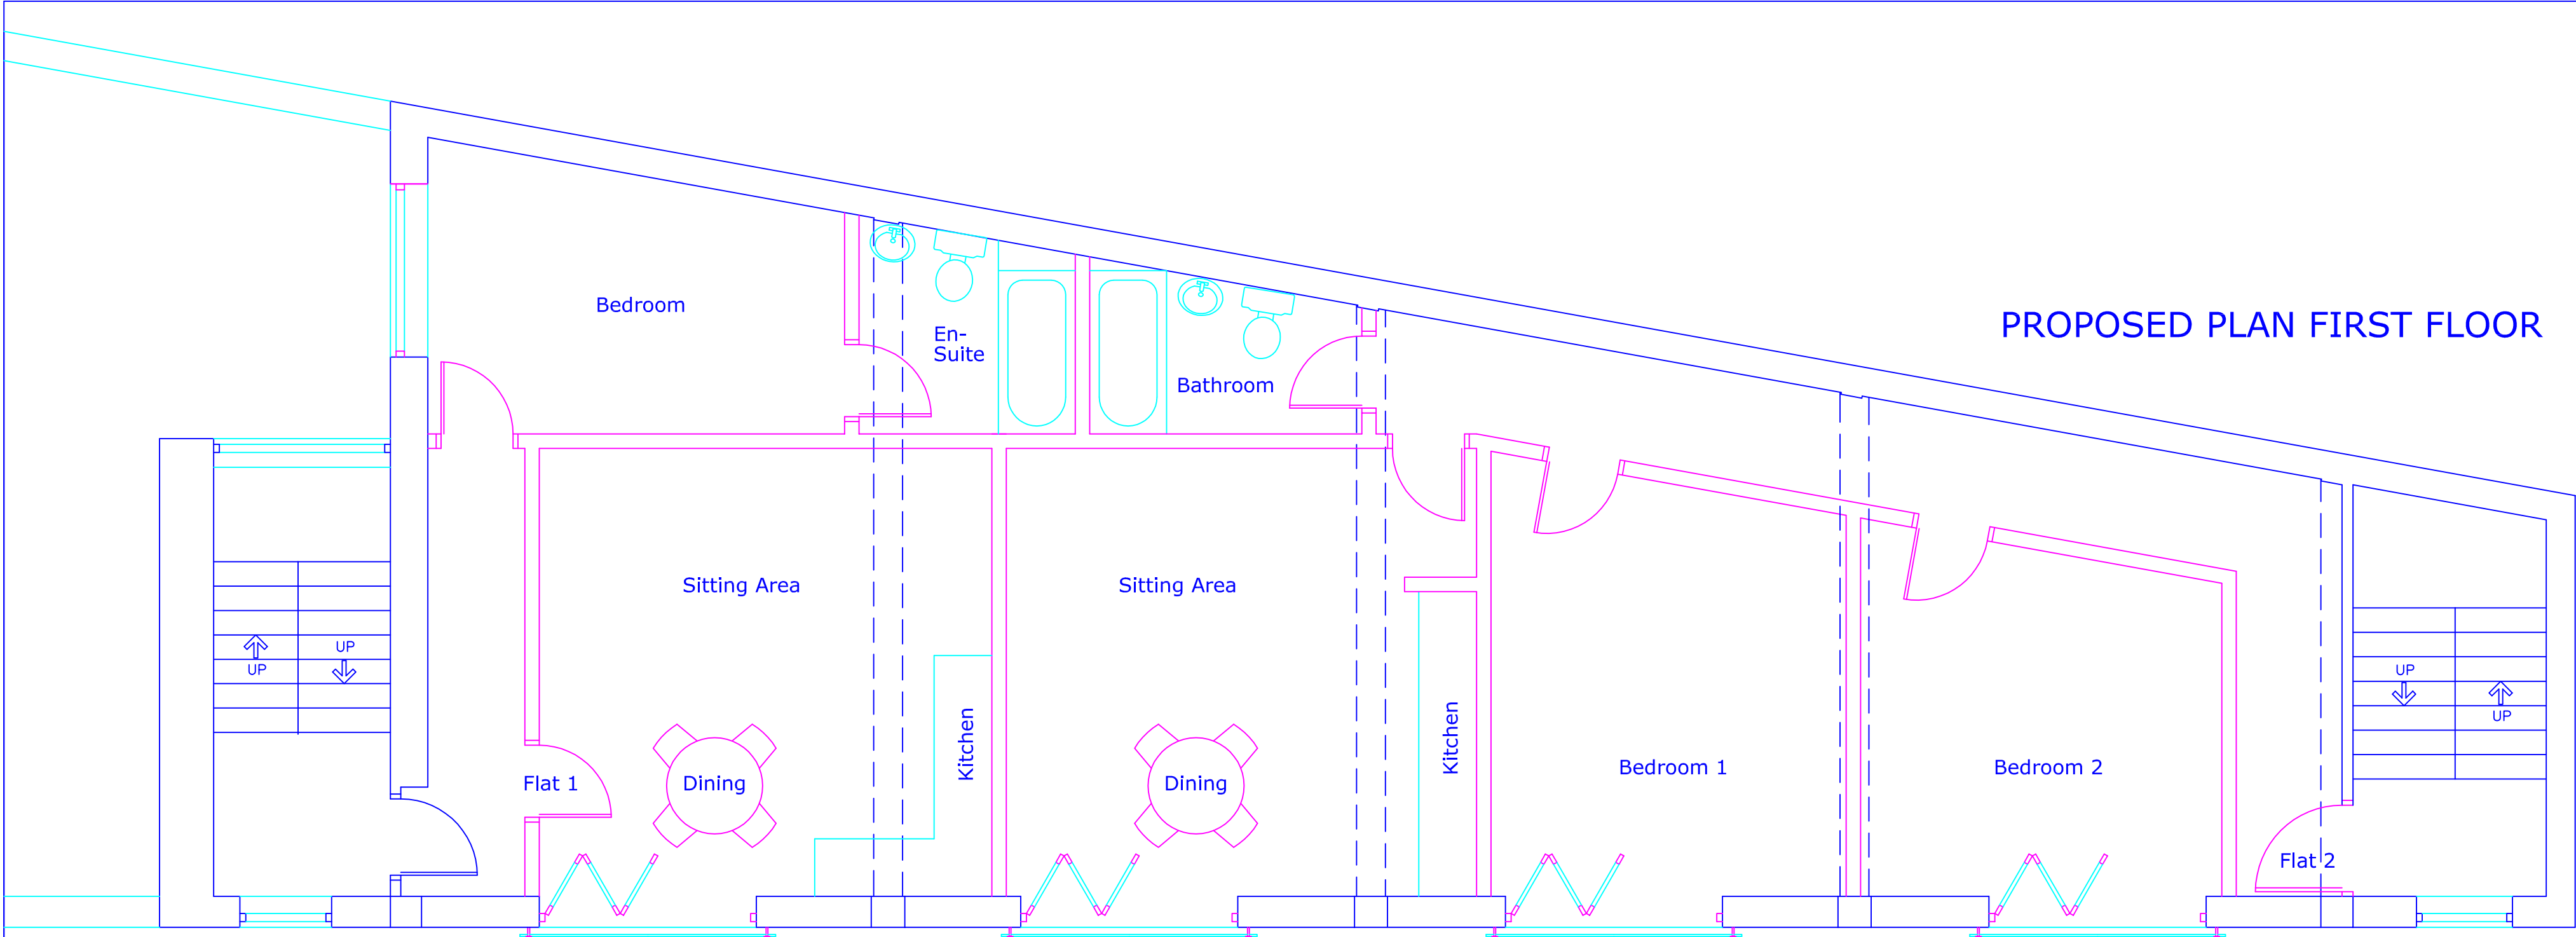 PROPOSED PLAN FIRST FLOOR
Bedroom
En-
Suite
Bathroom
Sitting Area
Sitting Area
UP
UP
Kitchen
Kitchen
Flat 1
Dining
Dining
Bedroom 1
Bedroom 2
UP
UP
Flat 2